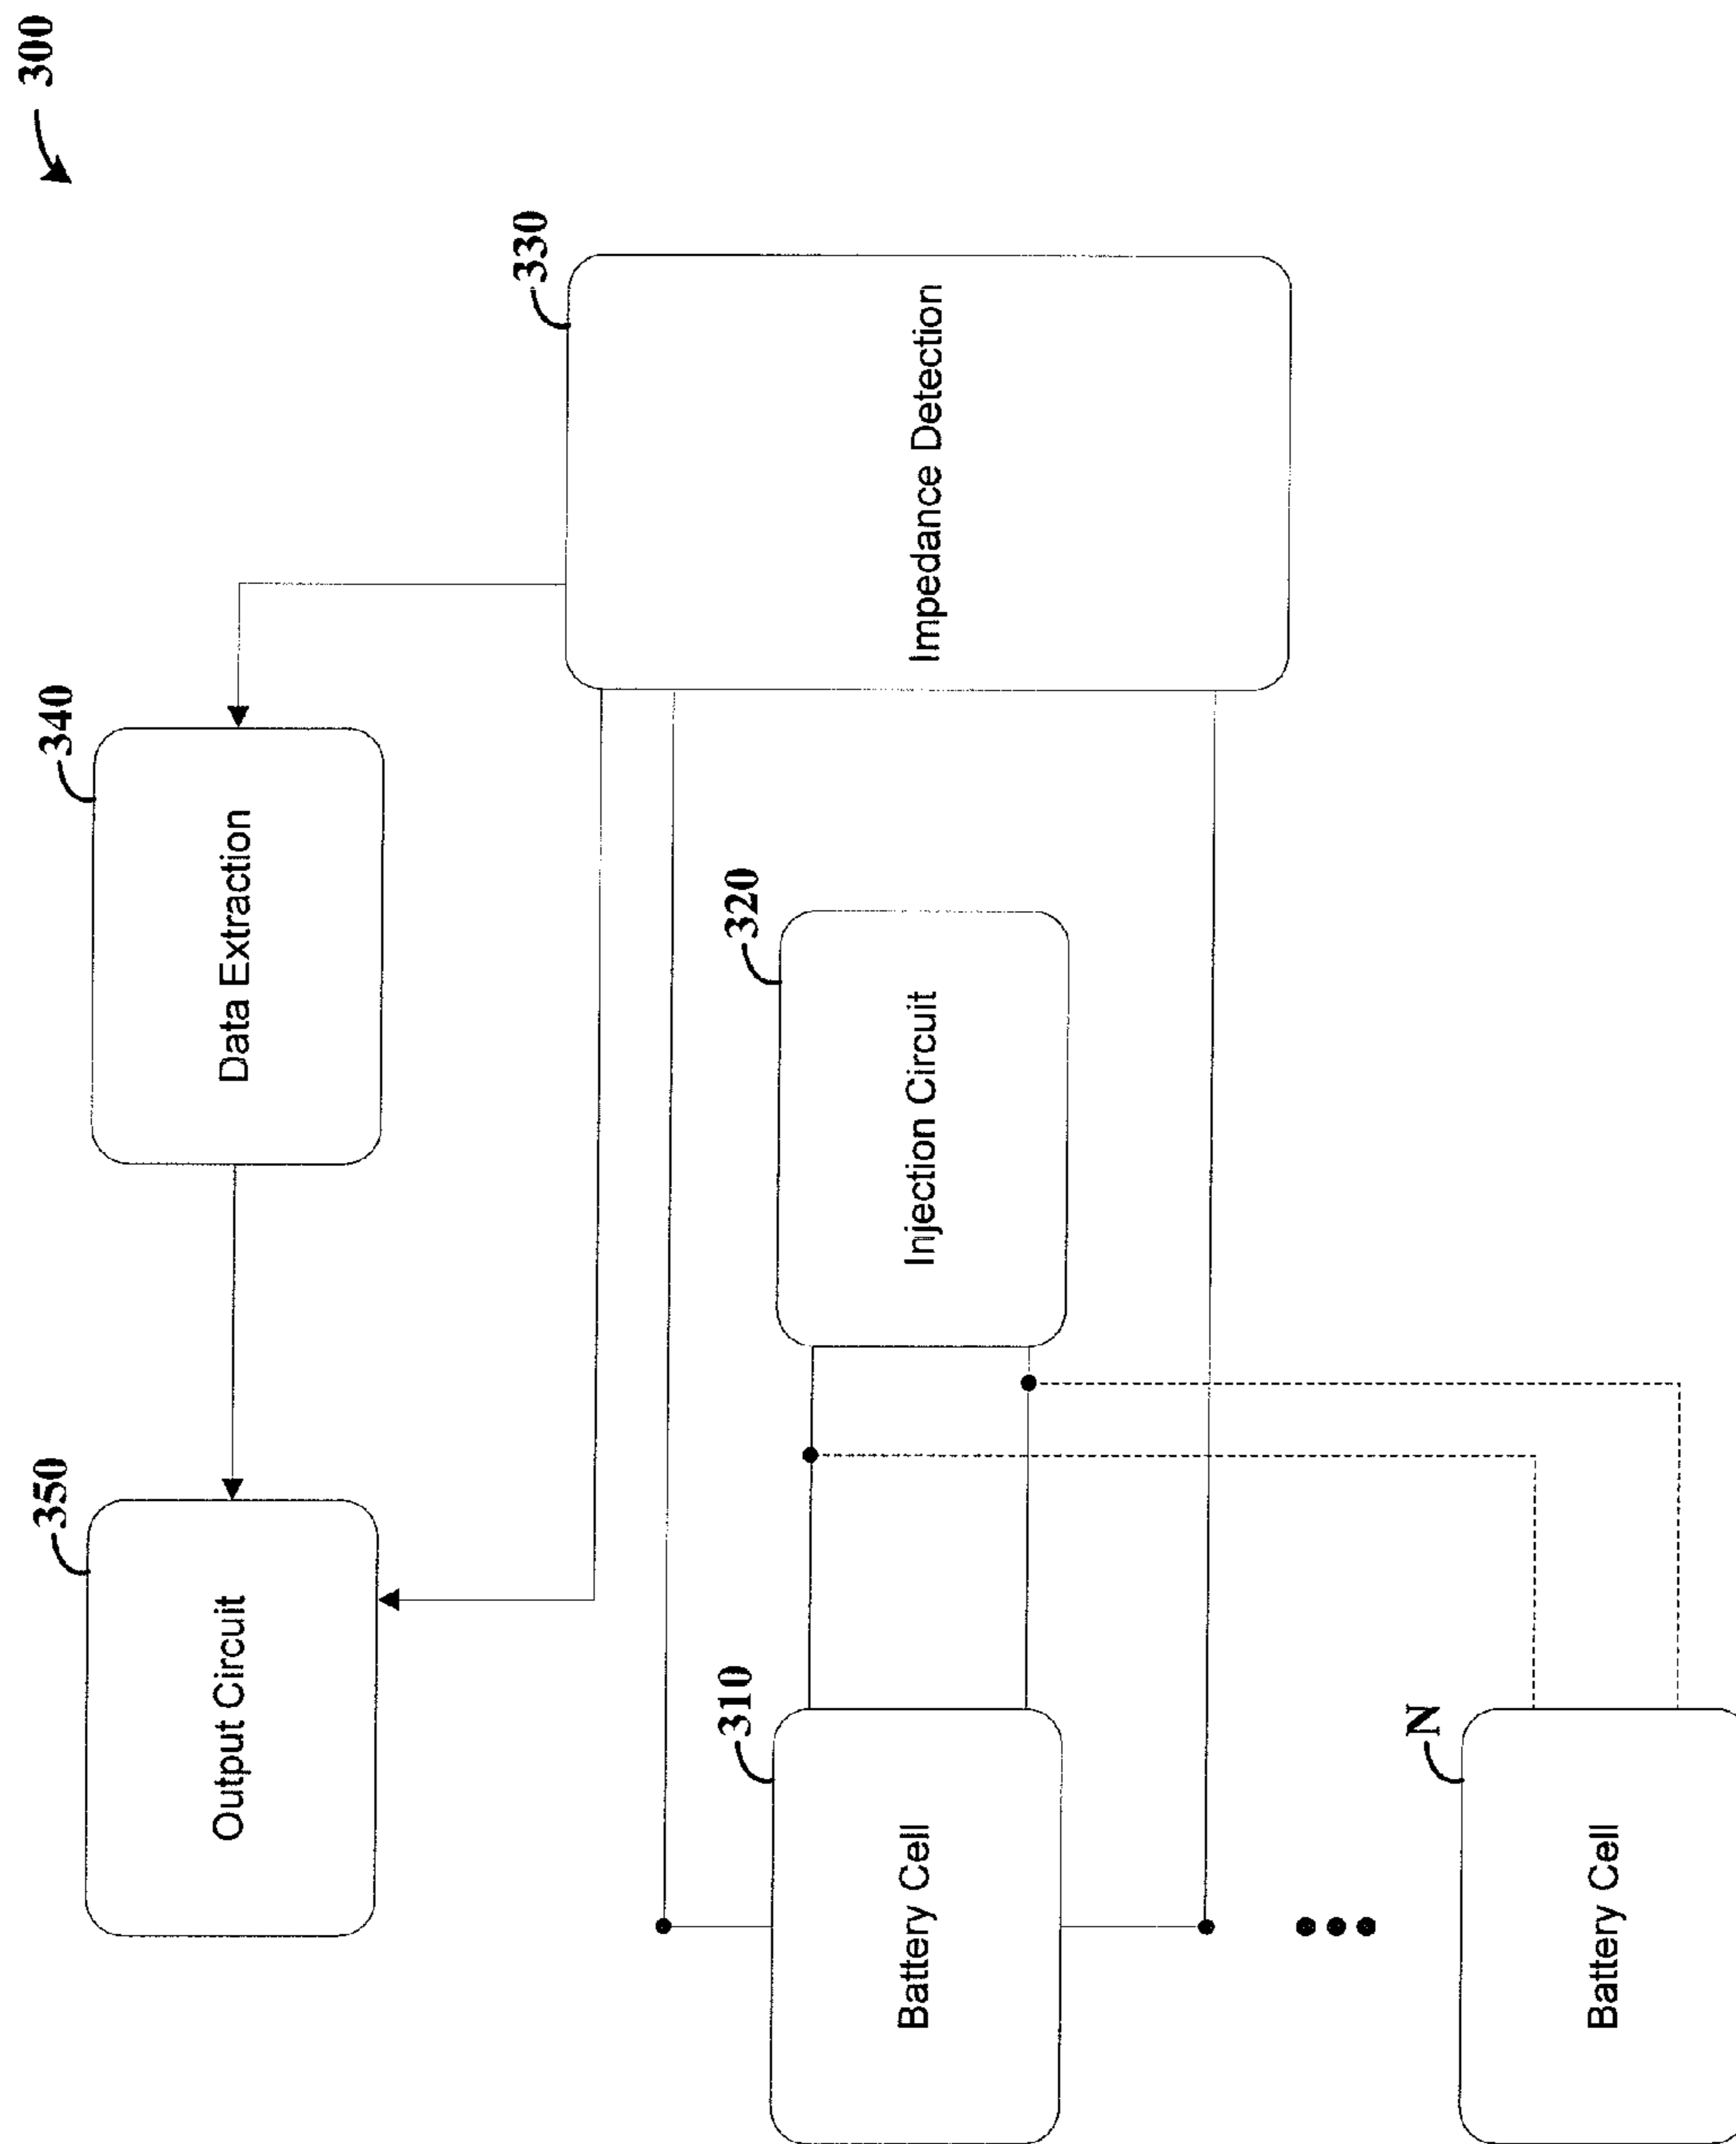 300
350
Output Circuit
340
Data Extraction
330
Impedance Detection
310
Battery Cell
320
Injection Circuit
N
Battery Cell